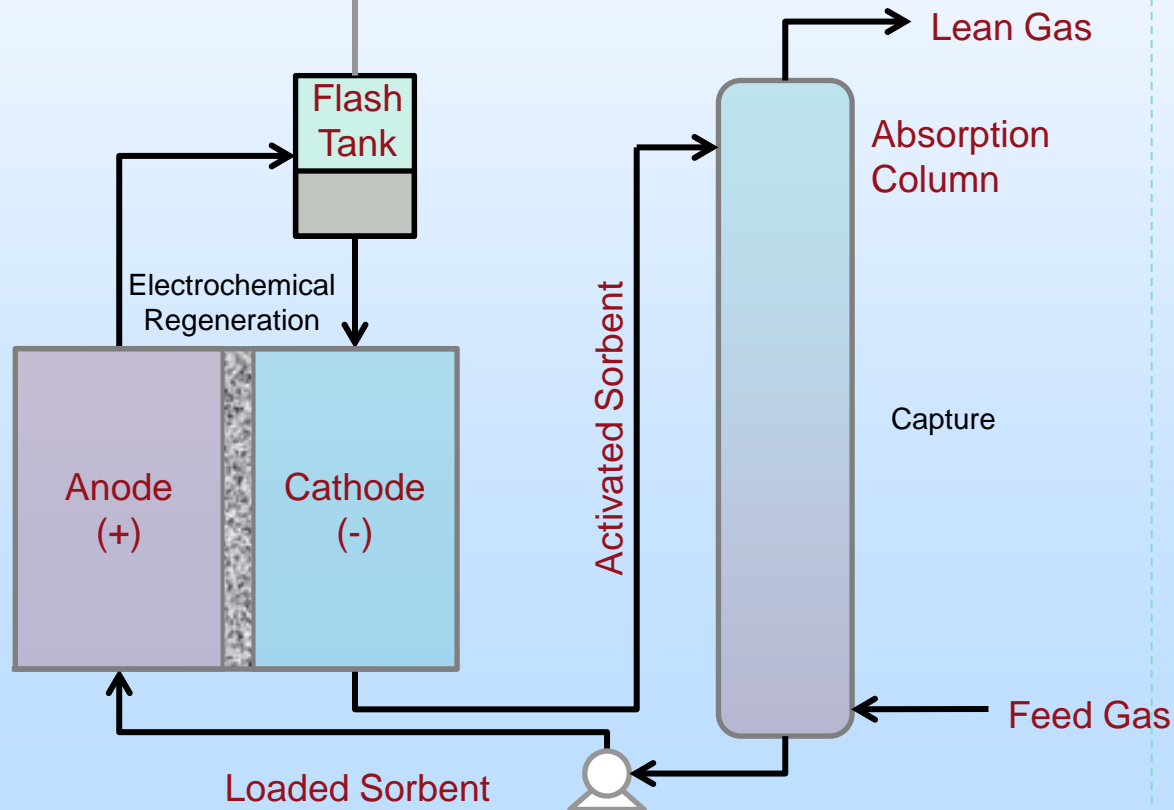 Lean Gas
Flash
Tank
Absorption
Column
Electrochemical
Regeneration
Activated Sorbent
Capture
Anode
(+)
Cathode
(-)
Feed Gas
Loaded Sorbent